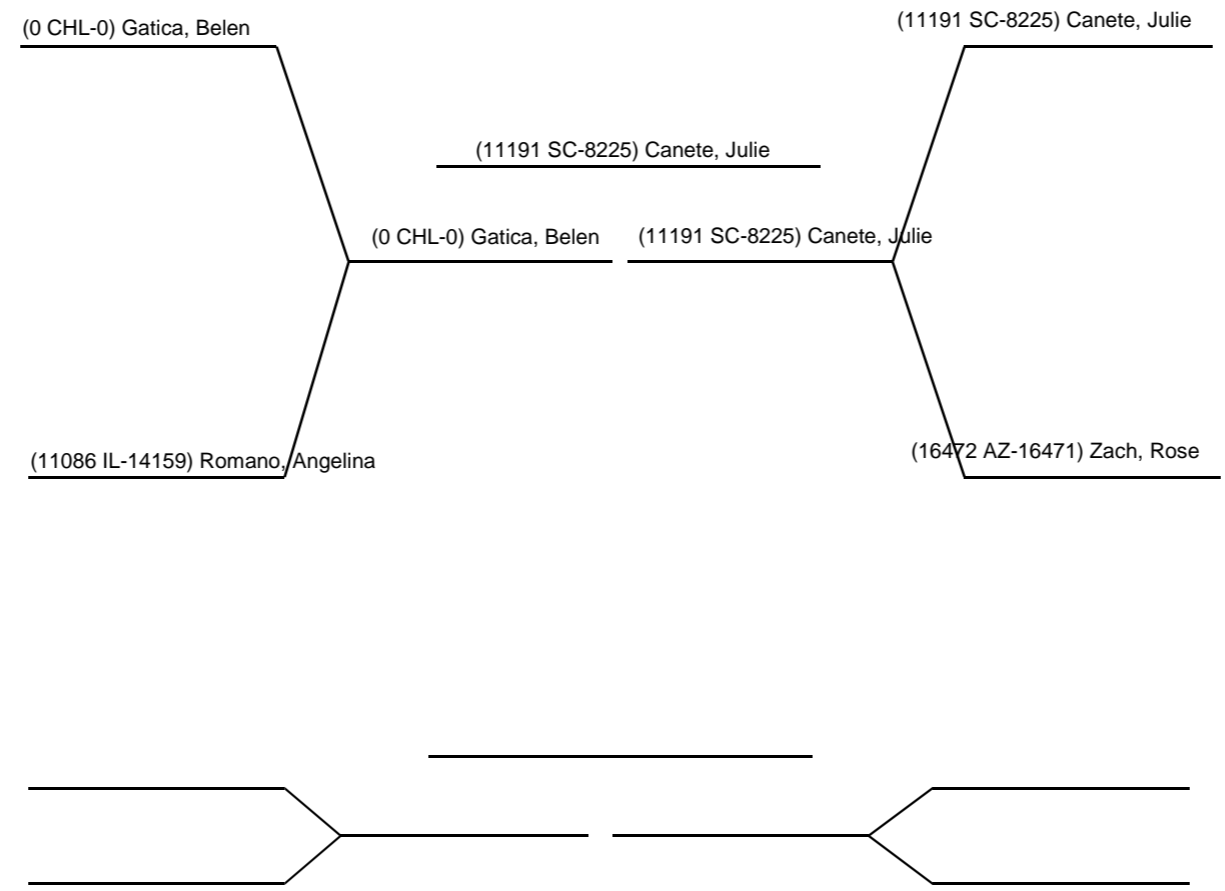 (0 CHL-0) Gatica, Belen
(11191 SC-8225) Canete, Julie
(11191 SC-8225) Canete, Julie
(0 CHL-0) Gatica, Belen
(11191 SC-8225) Canete, Julie
(11086 IL-14159) Romano, Angelina
(16472 AZ-16471) Zach, Rose